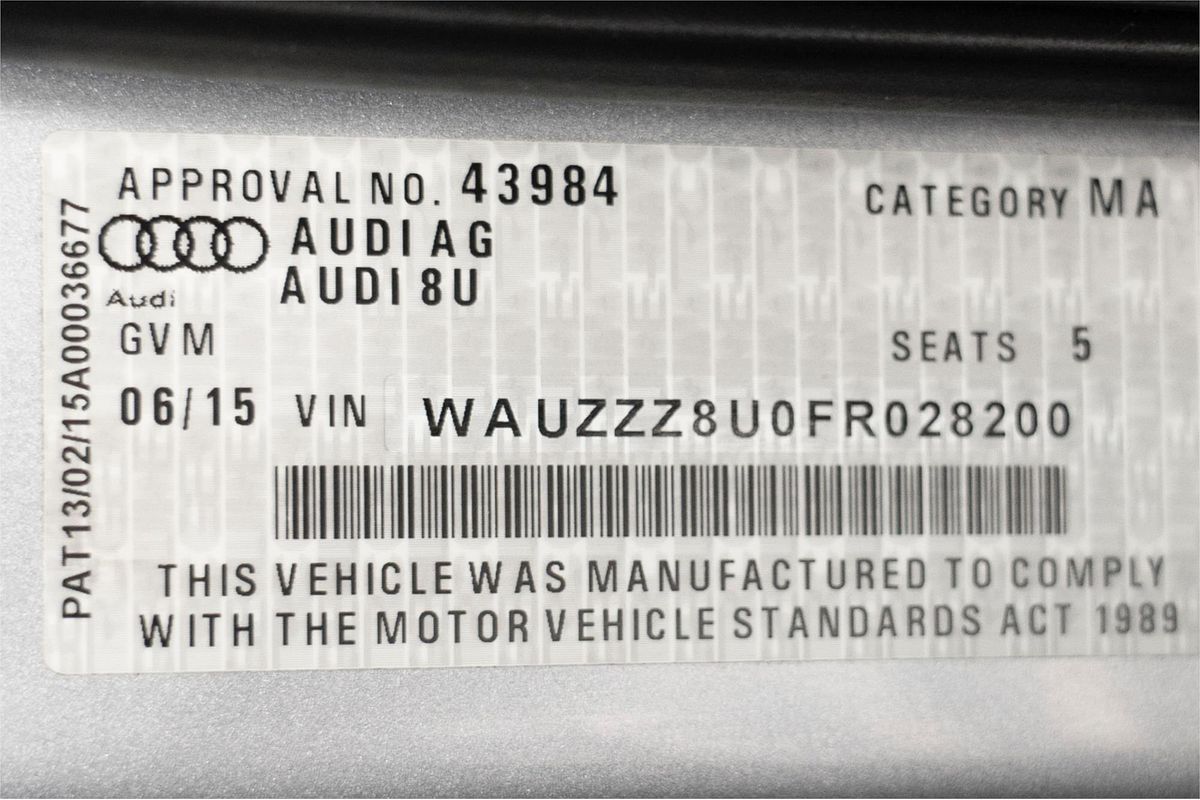 APPROVAL NO. 43984 CATEGORY MA
AUDI AG
Audi AUDI 8U
GVM SEATS 5
06/15 VIN WAUZZZ8U0FR028200
THIS VEHICLE WAS MANUFACTURED TO COMPLY
WITH THE MOTOR VEHICLE STANDARDS ACT 1989
PAT13/02/15A00036677